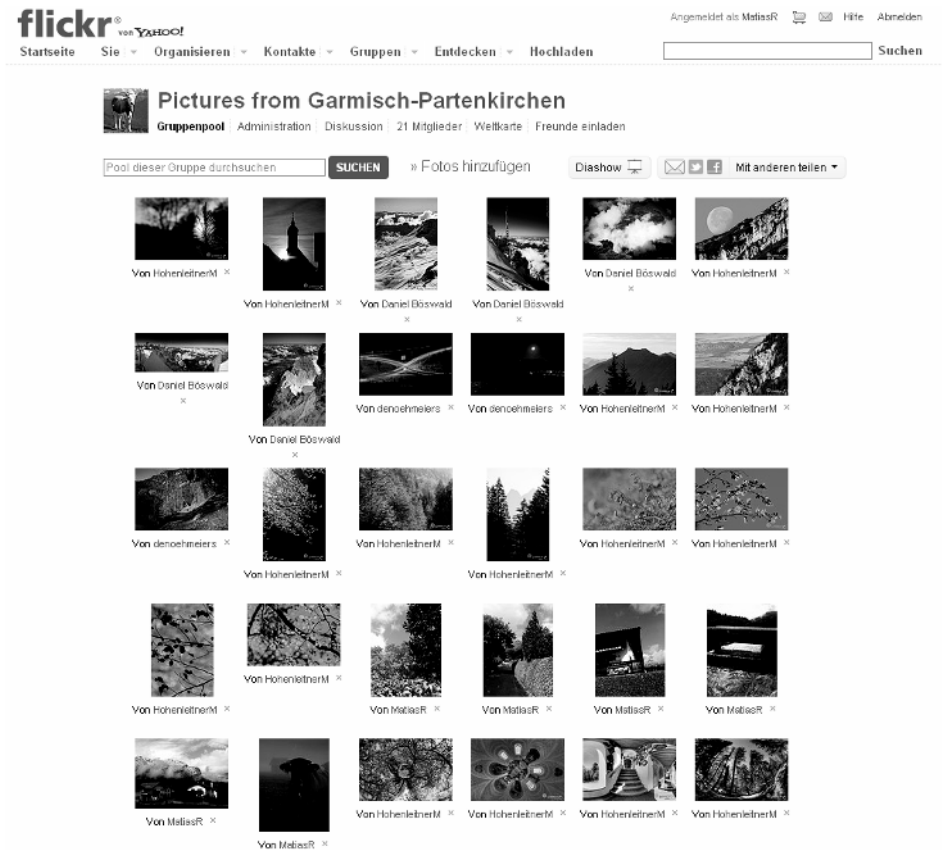 flickr® von YAHOO!
Angemeldet als MatiasR Hilfe Abmelden
Startseite Sie Organisieren Kontakte Gruppen Entdecken Hochladen Suchen
Pictures from Garmisch-Partenkirchen
Gruppenpool Administration Diskussion 21 Mitglieder Weltkarte Freunde einladen
Pool dieser Gruppe durchsuchen SUCHEN » Fotos hinzufügen Diashow Mit anderen teilen
Von HohenleitnerM × Von Daniel Böswald × Von HohenleitnerM ×
Von HohenleitnerM × Von Daniel Böswald × Von Daniel Böswald ×
Von Daniel Böswald × Von denoehmeiers × Von denoehmeiers × Von HohenleitnerM × Von HohenleitnerM ×
Von Daniel Böswald ×
Von denoehmeiers × Von HohenleitnerM × Von HohenleitnerM × Von HohenleitnerM ×
Von HohenleitnerM × Von HohenleitnerM ×
Von HohenleitnerM ×
Von HohenleitnerM × Von MatiasR × Von MatiasR × Von MatiasR × Von MatiasR ×
Von MatiasR × Von HohenleitnerM × Von HohenleitnerM × Von HohenleitnerM × Von HohenleitnerM ×
Von MatiasR ×